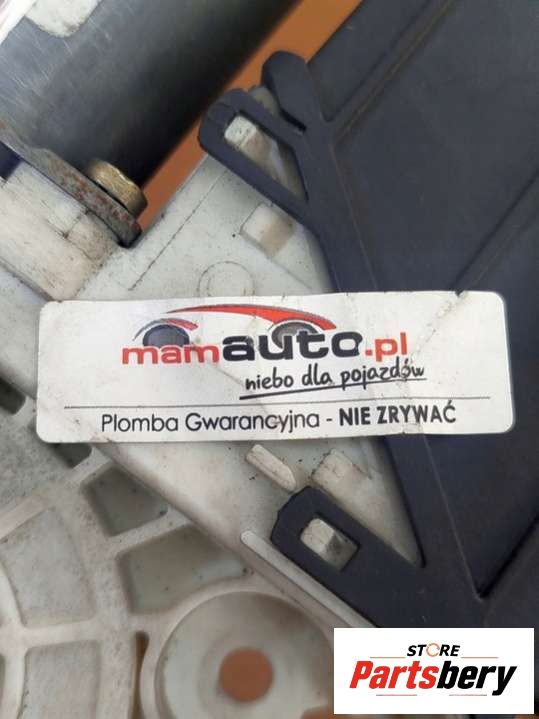 mamauto.pl
niebo dla pojazdów
Plomba Gwarancyjna - NIE ZRYWAĆ
STORE
Partsbery